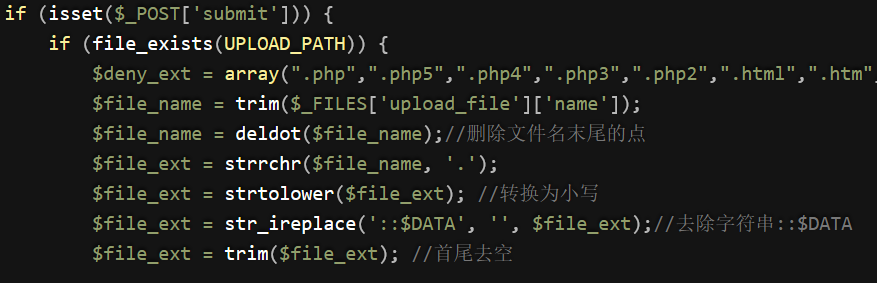 if (isset($_POST['submit'])) {
if (file_exists(UPLOAD_PATH)) {
$deny_ext = array(".php",".php5",".php4",".php3",".php2",".html",".htm",
$file_name = trim($_FILES['upload_file']['name']);
$file_name = deldot($file_name);//删除文件名末尾的点
$file_ext = strrchr($file_name, '.');
$file_ext = strtolower($file_ext); //转换为小写
$file_ext = str_ireplace('::$DATA', '', $file_ext);//去除字符串::$DATA
$file_ext = trim($file_ext); //首尾去空